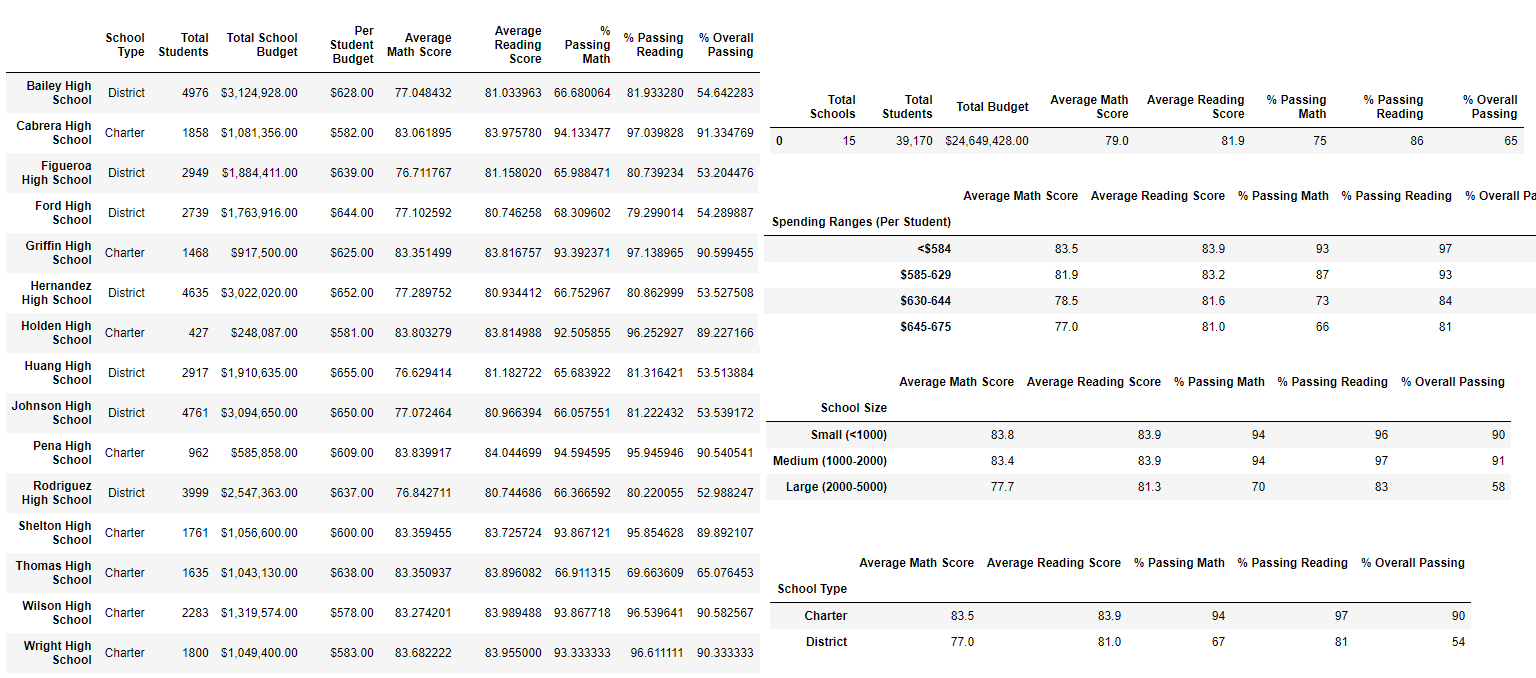 School Type Total Students Total School Budget Per Student Budget Average Math Score Average Reading Score % Passing Math % Passing Reading % Overall Passing
Bailey High School District 4976 $3,124,928.00 $628.00 77.048432 81.033963 66.680064 81.933280 54.642283
Cabrera High School Charter 1858 $1,081,356.00 $582.00 83.061895 83.975780 94.133477 97.039828 91.334769
Figueroa High School District 2949 $1,884,411.00 $639.00 76.711767 81.158020 65.988471 80.739234 53.204476
Ford High School District 2739 $1,763,916.00 $644.00 77.102592 80.746258 68.309602 79.299014 54.289887
Griffin High School Charter 1468 $917,500.00 $625.00 83.351499 83.816757 93.392371 97.138965 90.599455
Hernandez High School District 4635 $3,022,020.00 $652.00 77.289752 80.934412 66.752967 80.862999 53.527508
Holden High School Charter 427 $248,087.00 $581.00 83.803279 83.814988 92.505855 96.252927 89.227166
Huang High School District 2917 $1,910,635.00 $655.00 76.629414 81.182722 65.683922 81.316421 53.513884
Johnson High School District 4761 $3,094,650.00 $650.00 77.072464 80.966394 66.057551 81.222432 53.539172
Pena High School Charter 962 $585,858.00 $609.00 83.839917 84.044699 94.594595 95.945946 90.540541
Rodriguez High School District 3999 $2,547,363.00 $637.00 76.842711 80.744686 66.366592 80.220055 52.988247
Shelton High School Charter 1761 $1,056,600.00 $600.00 83.359455 83.725724 93.867121 95.854628 89.892107
Thomas High School Charter 1635 $1,043,130.00 $638.00 83.350937 83.896082 66.911315 69.663609 65.076453
Wilson High School Charter 2283 $1,319,574.00 $578.00 83.274201 83.989488 93.867718 96.539641 90.582567
Wright High School Charter 1800 $1,049,400.00 $583.00 83.682222 83.955000 93.333333 96.611111 90.333333
Total Schools Total Students Total Budget Average Math Score Average Reading Score % Passing Math % Passing Reading % Overall Passing
0 15 39,170 $24,649,428.00 79.0 81.9 75 86 65
Average Math Score Average Reading Score % Passing Math % Passing Reading % Overall Pa
Spending Ranges (Per Student)
<$584 83.5 83.9 93 97
$585-629 81.9 83.2 87 93
$630-644 78.5 81.6 73 84
$645-675 77.0 81.0 66 81
Average Math Score Average Reading Score % Passing Math % Passing Reading % Overall Passing
School Size
Small (<1000) 83.8 83.9 94 96 90
Medium (1000-2000) 83.4 83.9 94 97 91
Large (2000-5000) 77.7 81.3 70 83 58
Average Math Score Average Reading Score % Passing Math % Passing Reading % Overall Passing
School Type
Charter 83.5 83.9 94 97 90
District 77.0 81.0 67 81 54